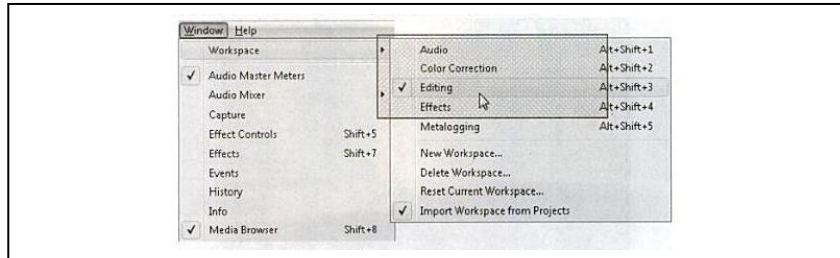 Window Help
Workspace
✓ Audio Master Meters
Audio Mixer
Capture
Effect Controls Shift+5
Effects Shift+7
Events
History
Info
✓ Media Browser Shift+8
Audio Alt+Shift+1
Color Correction Alt+Shift+2
✓ Editing Alt+Shift+3
Effects Alt+Shift+4
Metalogging Alt+Shift+5
New Workspace...
Delete Workspace...
Reset Current Workspace...
✓ Import Workspace from Projects